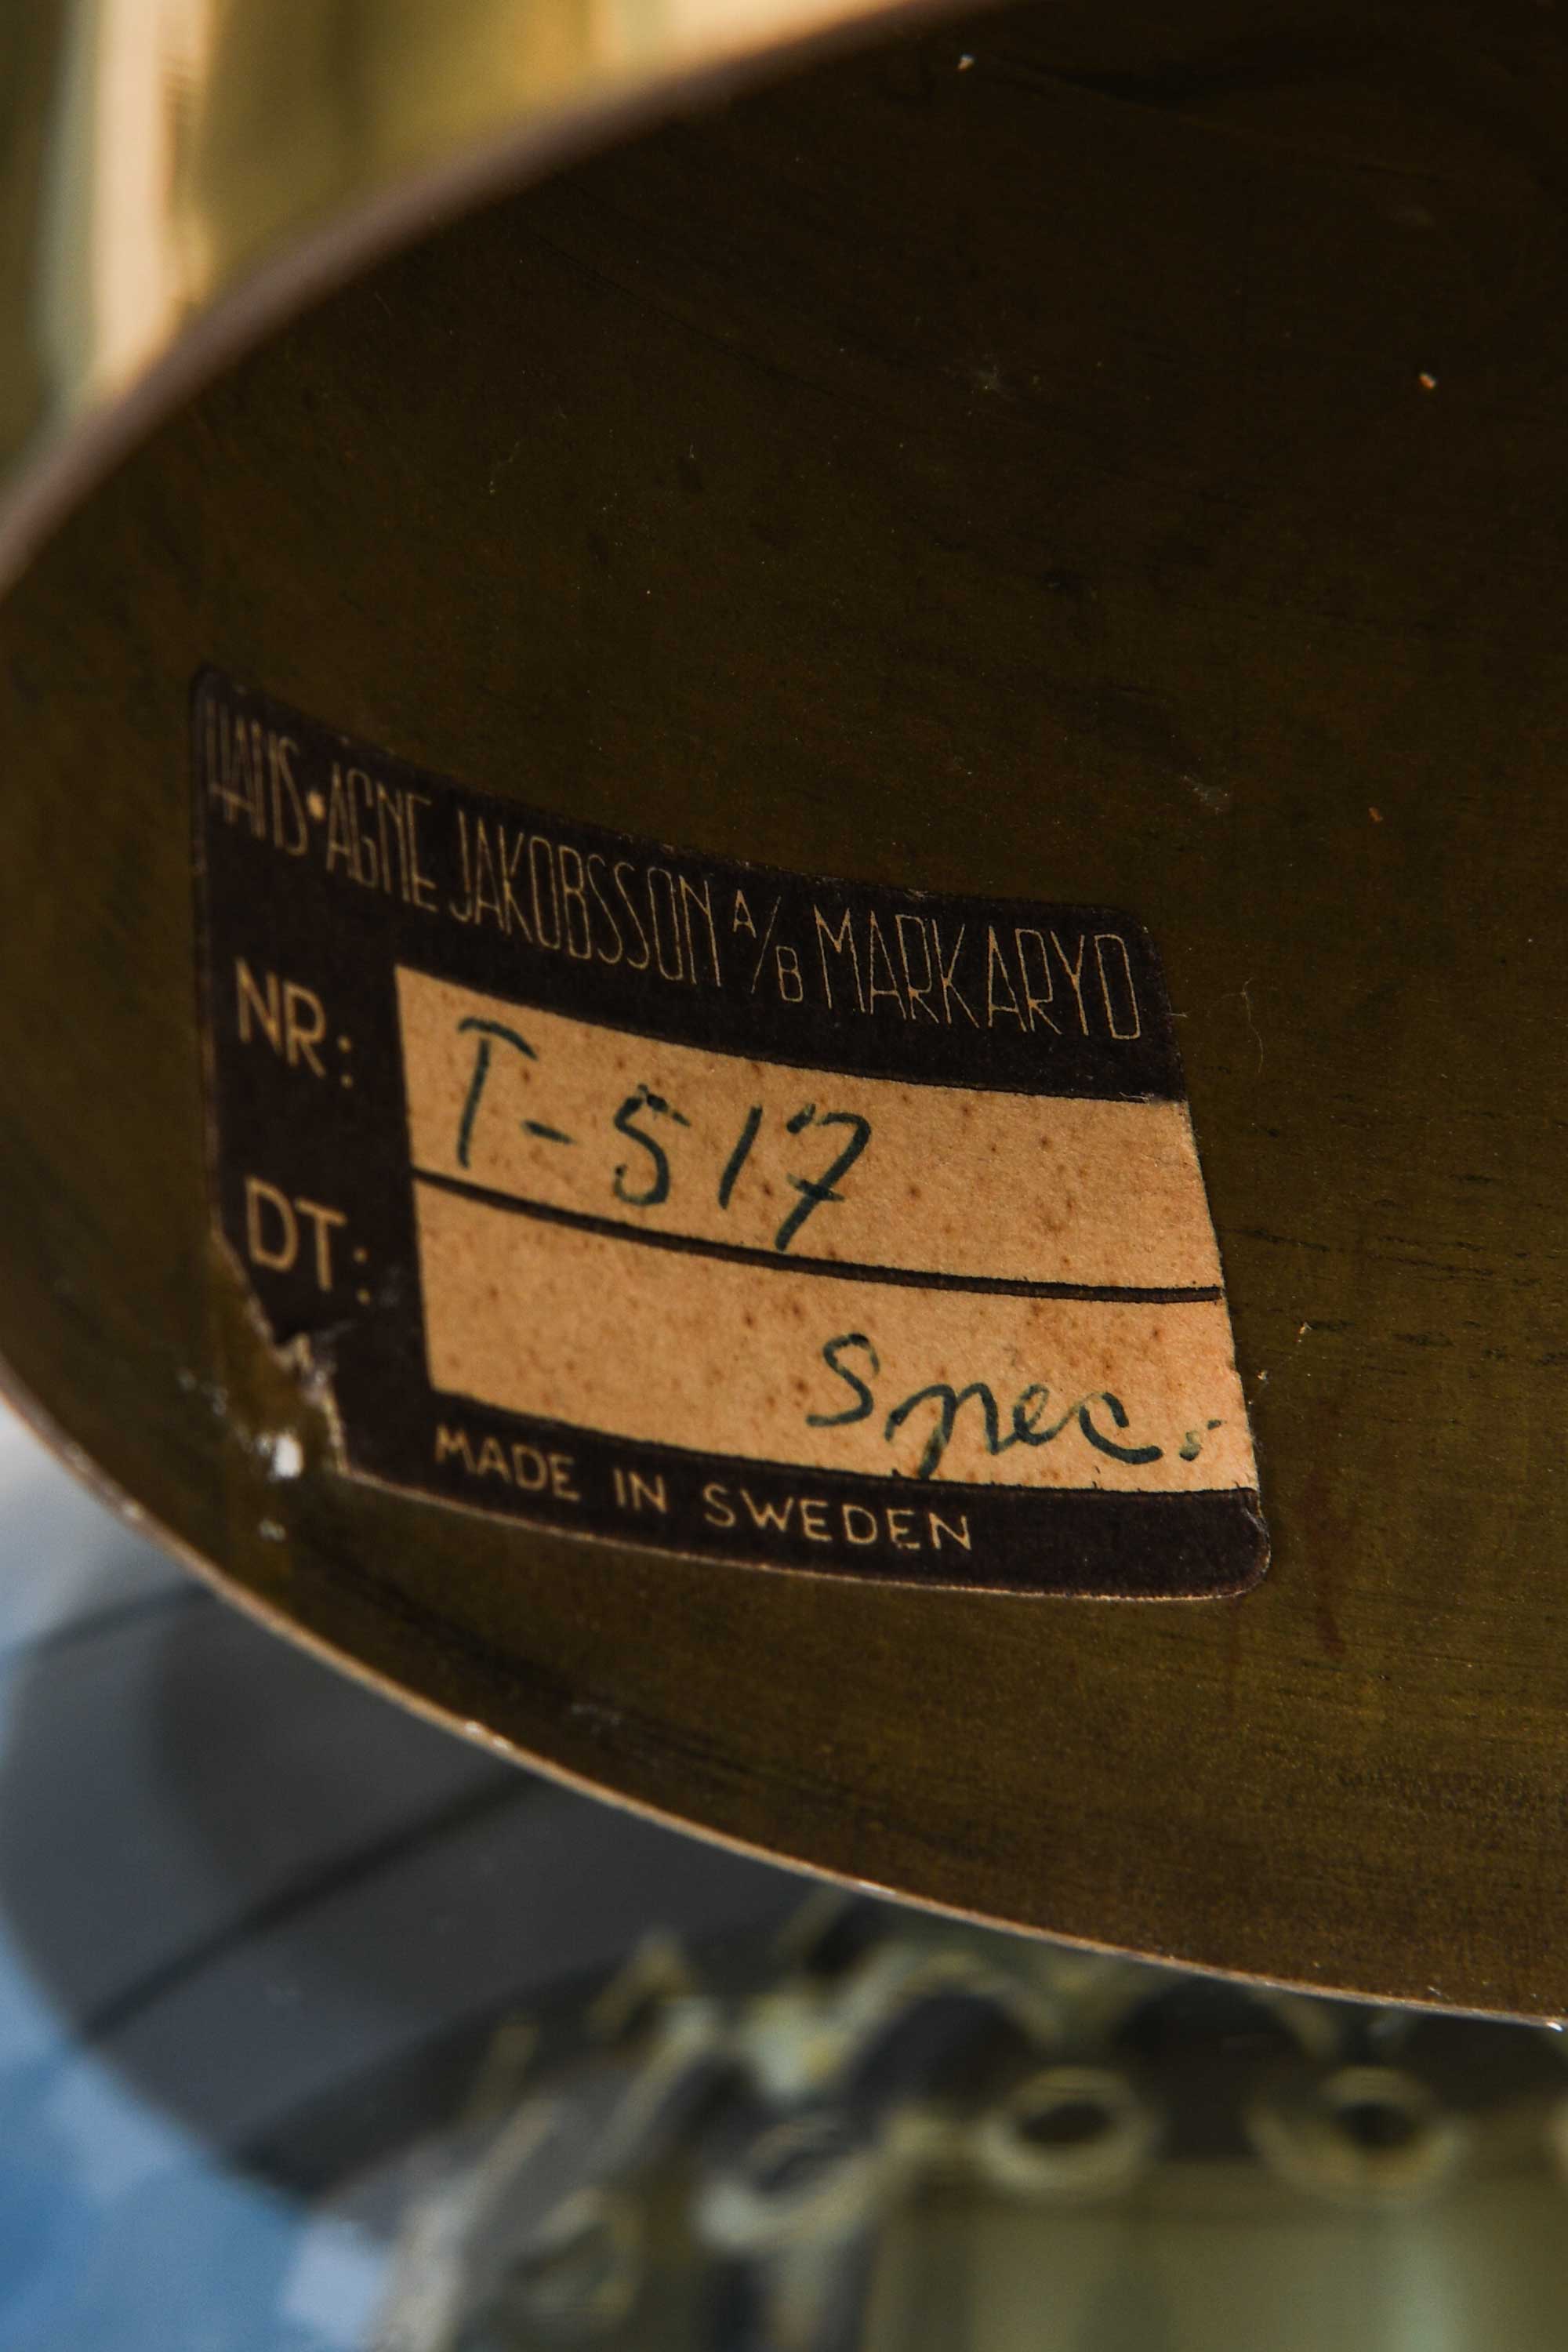 HANS•AGNE JAKOBSSON A/B MARKARYD
NR: T-517
DT: Spec.
MADE IN SWEDEN